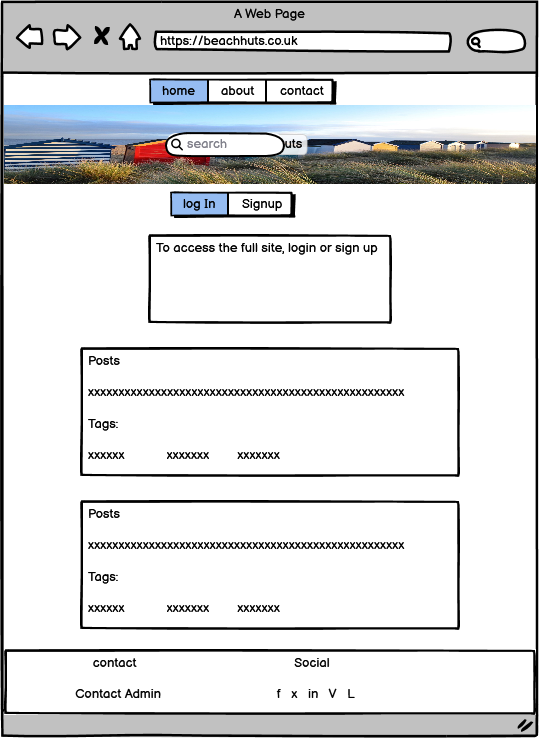 A Web Page
https://beachhuts.co.uk
home about contact
search uts
log In Signup
To access the full site, login or sign up
Posts
xxxxxxxxxxxxxxxxxxxxxxxxxxxxxxxxxxxxxxxxxxxxxxxxxxxx
Tags:
xxxxxx xxxxxxx xxxxxxx
Posts
xxxxxxxxxxxxxxxxxxxxxxxxxxxxxxxxxxxxxxxxxxxxxxxxxxxx
Tags:
xxxxxx xxxxxxx xxxxxxx
contact Social
Contact Admin f x in V L